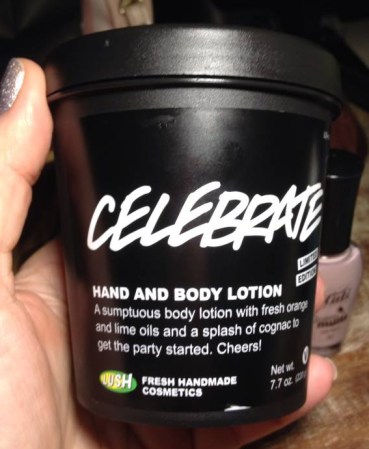 CELEBRATE
LIMITED
EDITION
HAND AND BODY LOTION
A sumptuous body lotion with fresh orange
and lime oils and a splash of cognac to
get the party started. Cheers!
LUSH
FRESH HANDMADE
COSMETICS
Net wt.
7.7 oz.